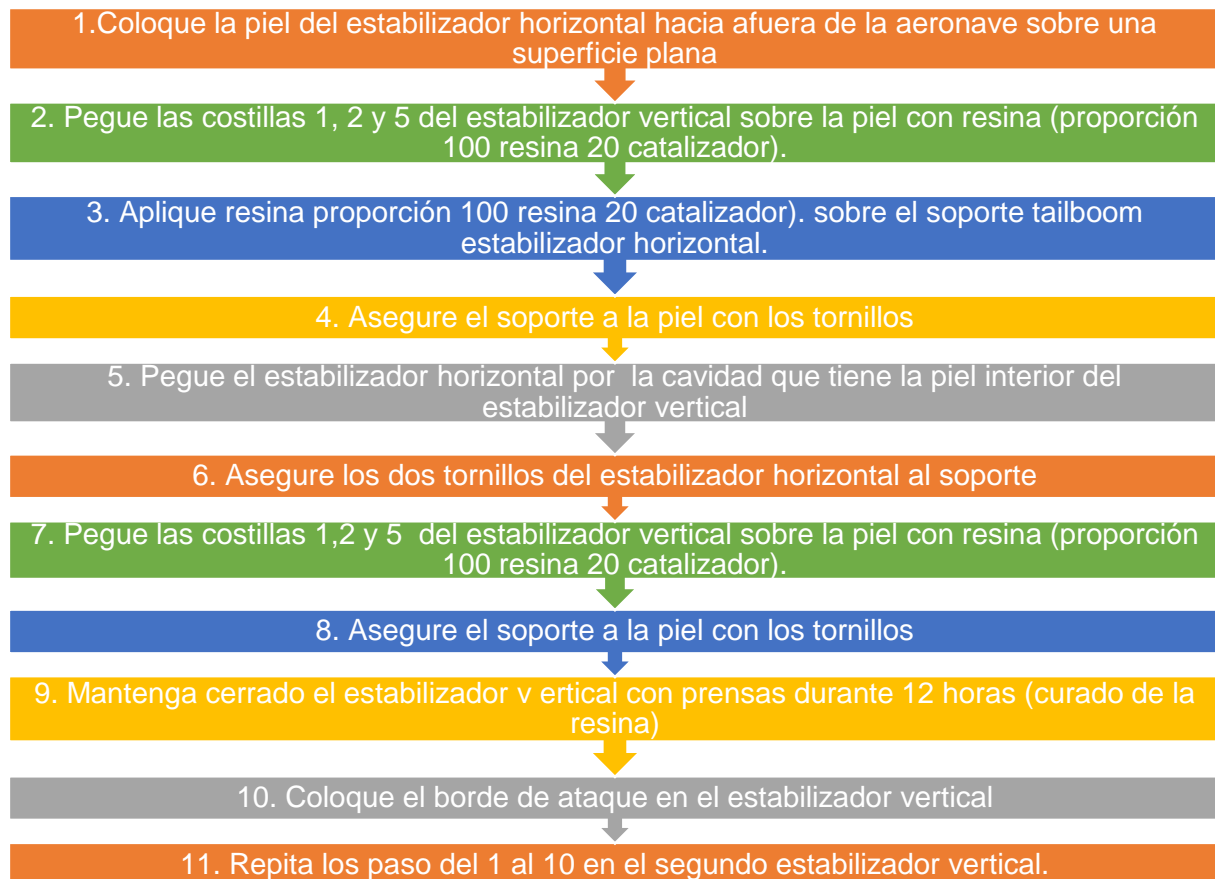 1.Coloque la piel del estabilizador horizontal hacia afuera de la aeronave sobre una
superficie plana
2. Pegue las costillas 1, 2 y 5 del estabilizador vertical sobre la piel con resina (proporción
100 resina 20 catalizador).
3. Aplique resina proporción 100 resina 20 catalizador). sobre el soporte tailboom
estabilizador horizontal.
4. Asegure el soporte a la piel con los tornillos
5. Pegue el estabilizador horizontal por la cavidad que tiene la piel interior del
estabilizador vertical
6. Asegure los dos tornillos del estabilizador horizontal al soporte
7. Pegue las costillas 1,2 y 5 del estabilizador vertical sobre la piel con resina (proporción
100 resina 20 catalizador).
8. Asegure el soporte a la piel con los tornillos
9. Mantenga cerrado el estabilizador v ertical con prensas durante 12 horas (curado de la
resina)
10. Coloque el borde de ataque en el estabilizador vertical
11. Repita los paso del 1 al 10 en el segundo estabilizador vertical.